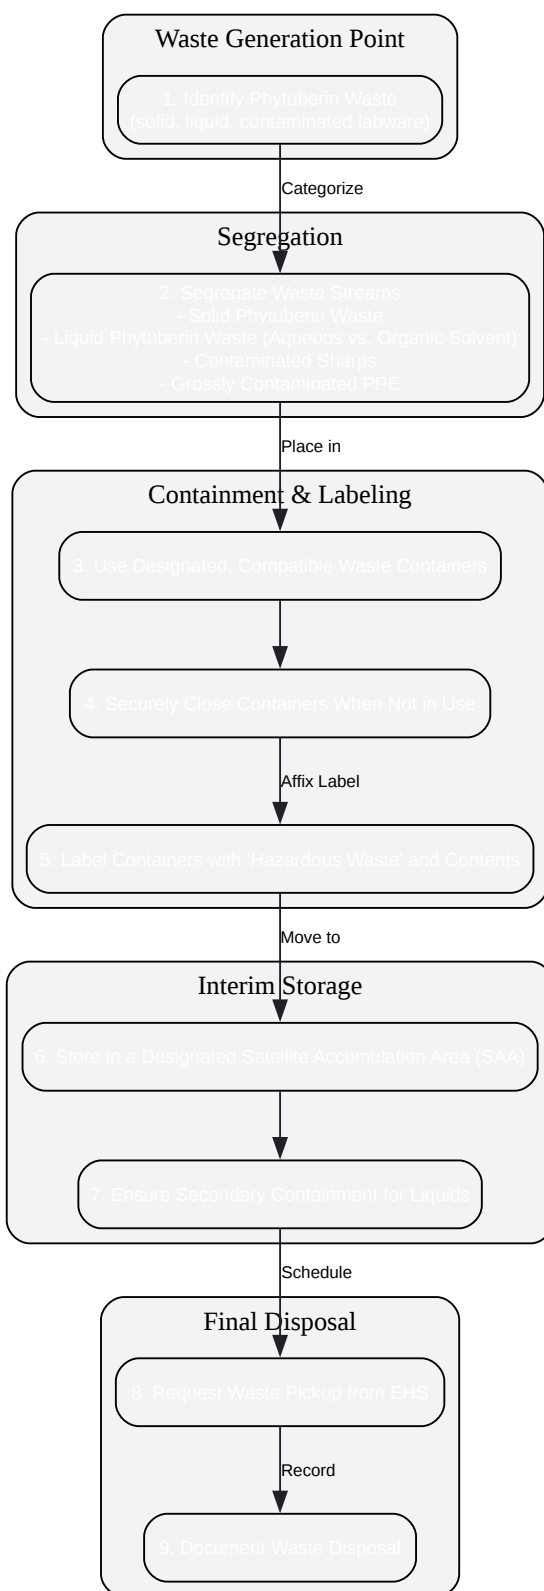 Waste Generation Point
1. Identify Phytuberin Waste
(solid, liquid, contaminated labware)
Categorize
Segregation
2. Segregate Waste Streams
- Solid Phytuberin Waste
- Liquid Phytuberin Waste (Aqueous vs. Organic Solvent)
- Contaminated Sharps
- Grossly Contaminated PPE
Place in
Containment & Labeling
3. Use Designated, Compatible Waste Containers
4. Securely Close Containers When Not in Use
Affix Label
5. Label Containers with 'Hazardous Waste' and Contents
Move to
Interim Storage
6. Store in a Designated Satellite Accumulation Area (SAA)
7. Ensure Secondary Containment for Liquids
Schedule
Final Disposal
8. Request Waste Pickup from EHS
Record
9. Document Waste Disposal